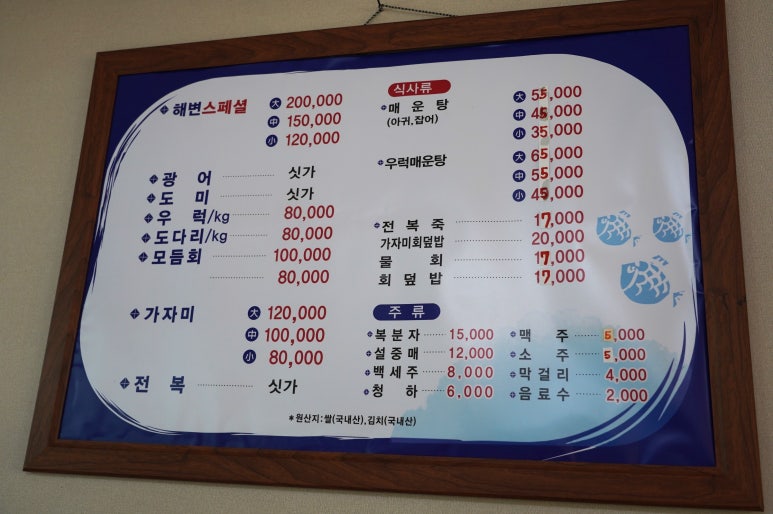 해변스페셜 大 200,000
中 150,000
小 120,000
광 어 싯가
도 미 싯가
우 럭/kg 80,000
도다리/kg 80,000
모듬회 100,000
80,000
가자미 大 120,000
中 100,000
小 80,000
전 복 싯가
식사류
매 운 탕 大 55,000
(아귀,잡어) 中 45,000
小 35,000
우럭매운탕 大 65,000
中 55,000
小 45,000
전 복 죽 17,000
가자미회덮밥 20,000
물 회 17,000
회 덮 밥 17,000
주 류
복 분 자 15,000 맥 주 5,000
설 중 매 12,000 소 주 5,000
백 세 주 8,000 막 걸 리 4,000
청 하 6,000 음 료 수 2,000
*원산지:쌀(국내산),김치(국내산)